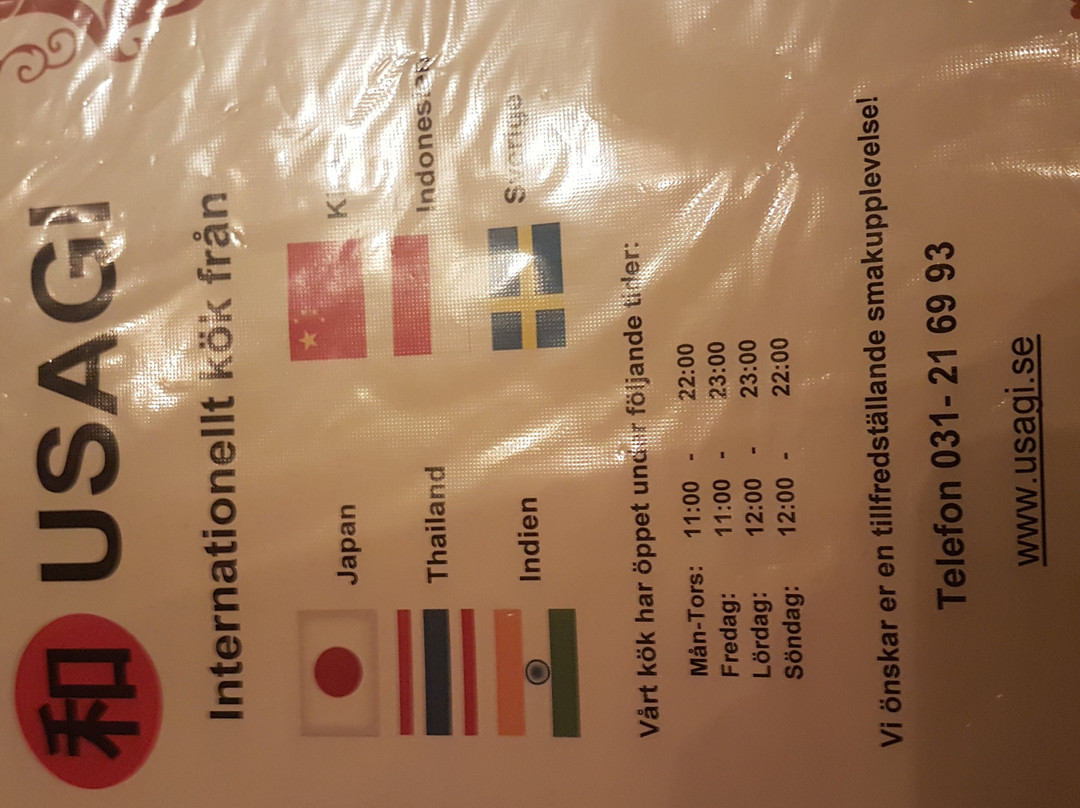 和 USAGI
Internationellt kök från
Japan
Thailand
Indonesien
Indien
Sverige
Vårt kök har öppet under följande tider:
Mån-Tors: 11:00 - 22:00
Fredag: 11:00 - 23:00
Lördag: 12:00 - 23:00
Söndag: 12:00 - 22:00
Vi önskar er en tillfredställande smakupplevelse!
Telefon 031- 21 69 93
www.usagi.se